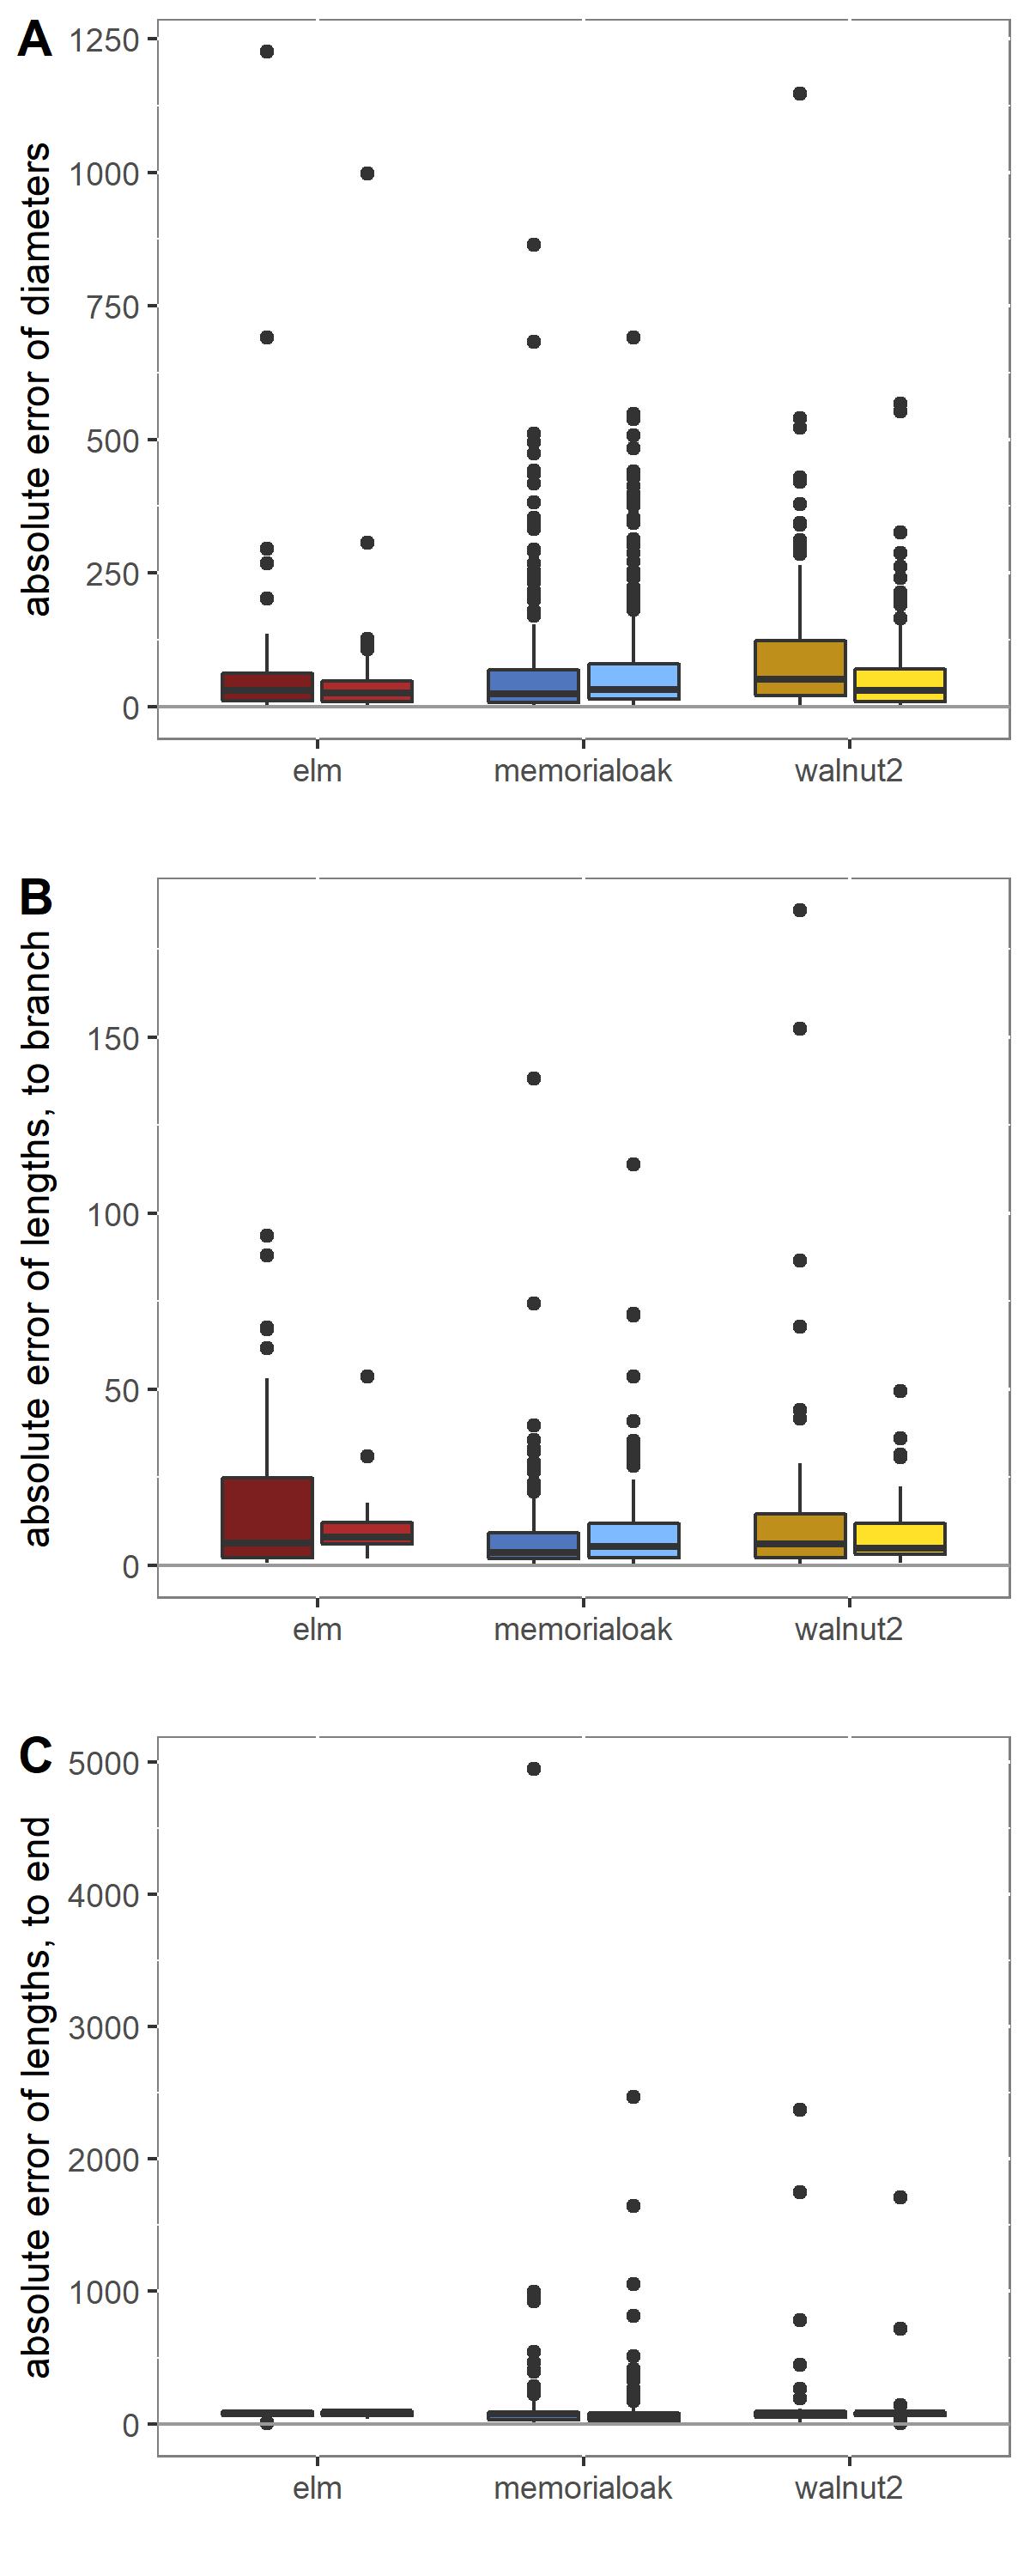 A
absolute error of diameters
1250
1000
750
500
250
0
elm memorialoak walnut2
B
absolute error of lengths, to branch
150
100
50
0
elm memorialoak walnut2
C
absolute error of lengths, to end
5000
4000
3000
2000
1000
0
elm memorialoak walnut2